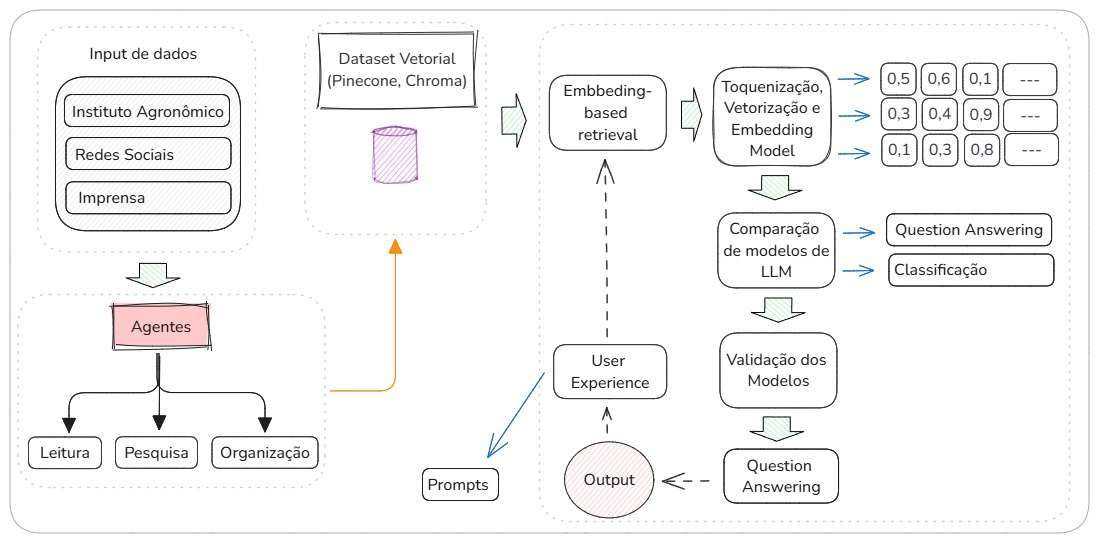 Input de dados
Instituto Agronômico
Redes Sociais
Imprensa
Agentes
Leitura
Pesquisa
Organização
Dataset Vetorial
(Pinecone, Chroma)
Embbeding-
based
retrieval
Toquenização,
Vetorização e
Embedding
Model
0,5 0,6 0,1 ---
0,3 0,4 0,9 ---
0,1 0,3 0,8 ---
Comparação
de modelos de
LLM
Question Answering
Classificação
Validação dos
Modelos
Question
Answering
Output
User
Experience
Prompts